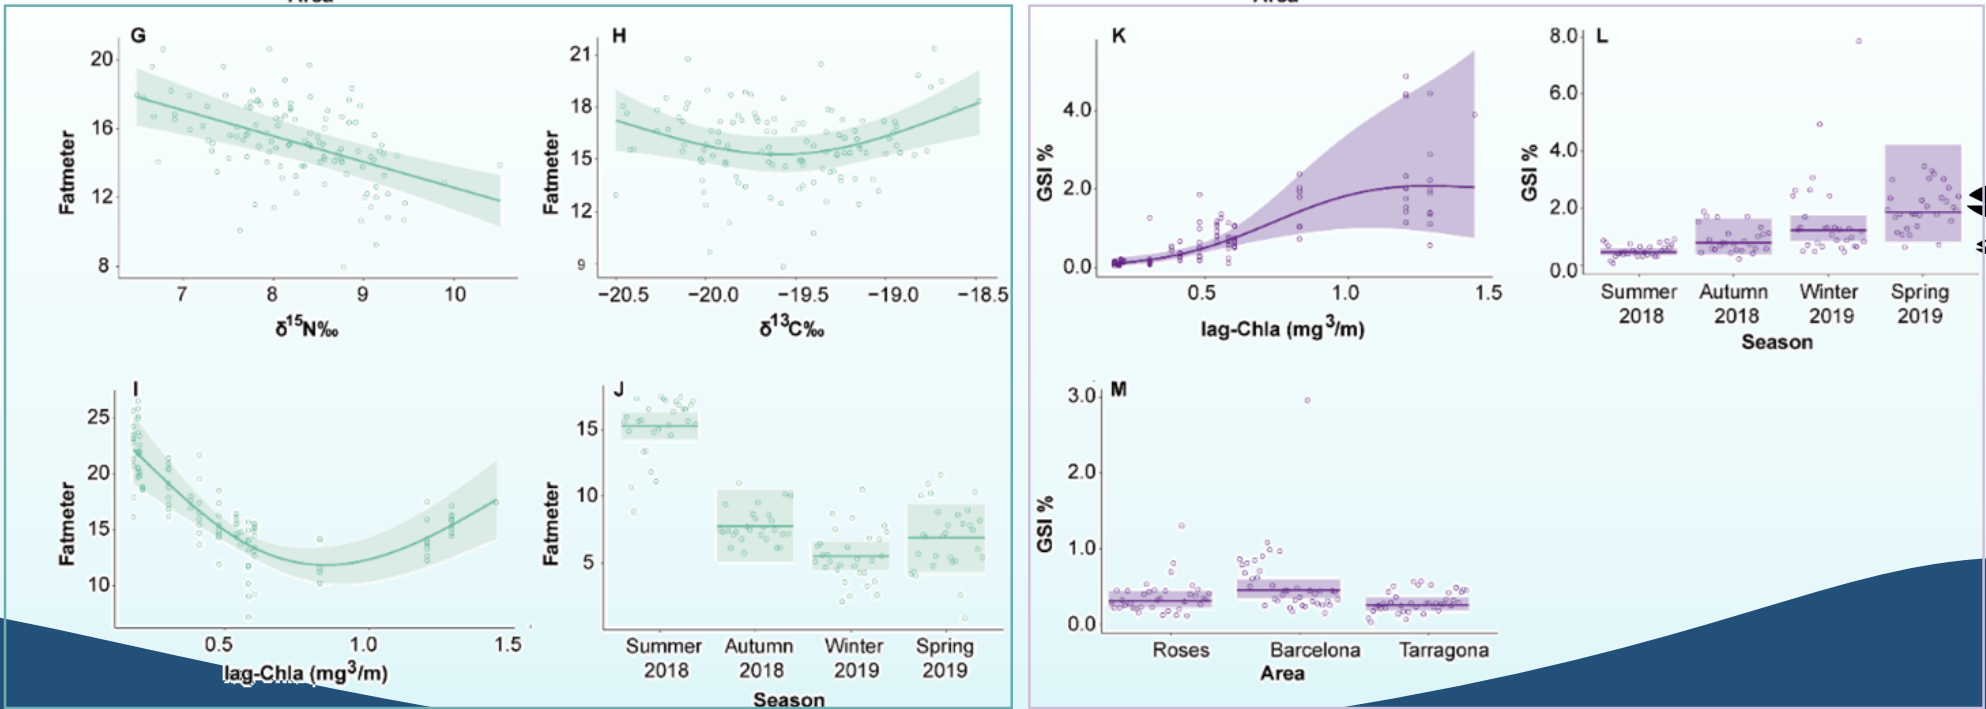 Area
Area
G
20
16
12
8
Fatmeter
7 8 9 10
δ15N‰
H
21
18
15
12
9
Fatmeter
−20.5 −20.0 −19.5 −19.0 −18.5
δ13C‰
I
25
20
15
10
Fatmeter
0.5 1.0 1.5
lag-Chla (mg3/m)
J
15
10
5
Fatmeter
Summer Autumn Winter Spring
2018 2018 2019 2019
Season
K
4.0
2.0
0.0
GSI %
0.5 1.0 1.5
lag-Chla (mg3/m)
L
8.0
6.0
4.0
2.0
0.0
GSI %
Summer Autumn Winter Spring
2018 2018 2019 2019
Season
M
3.0
2.0
1.0
0.0
GSI %
Roses Barcelona Tarragona
Area